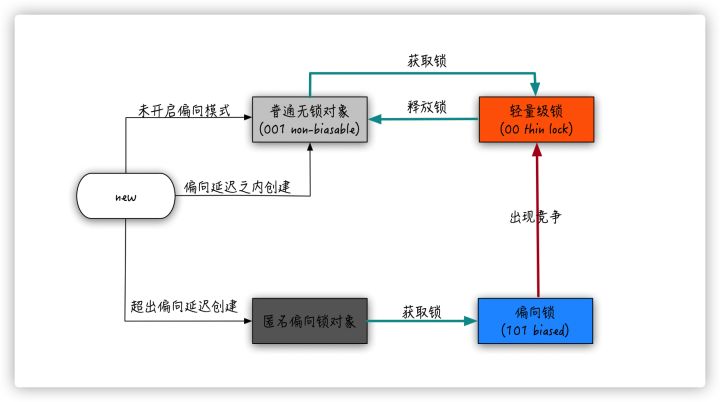 获取锁
未开启偏向模式
普通无锁对象
(001 non-biasable)
释放锁
轻量级锁
(00 thin lock)
new
偏向延迟之内创建
出现竞争
超出偏向延迟创建
匿名偏向锁对象
获取锁
偏向锁
(101 biased)